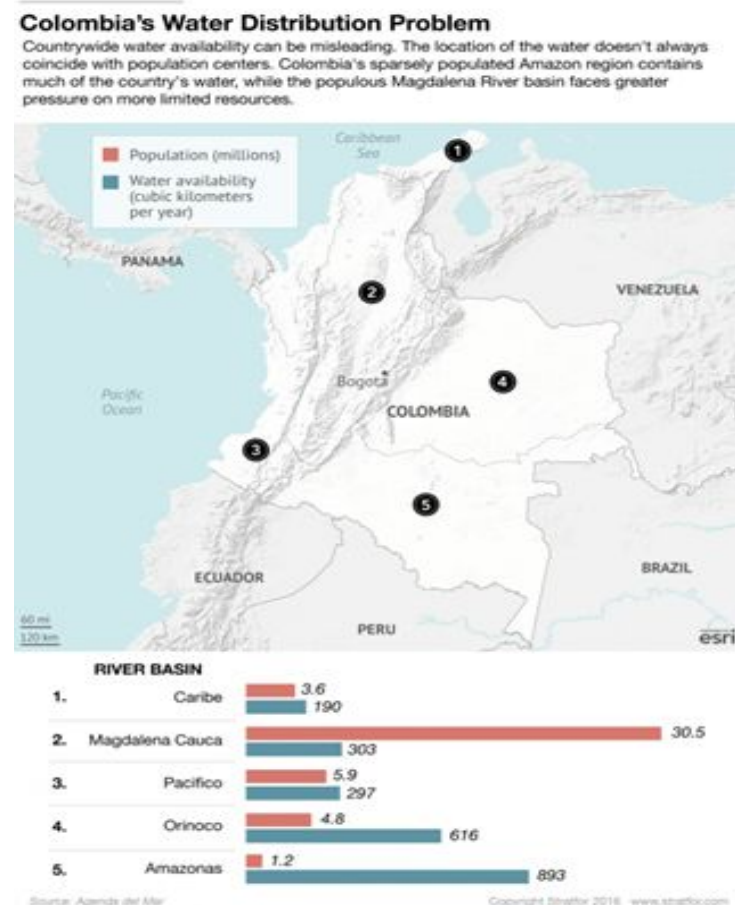 Colombia's Water Distribution Problem
Countrywide water availability can be misleading. The location of the water doesn't always
coincide with population centers. Colombia's sparsely populated Amazon region contains
much of the country's water, while the populous Magdalena River basin faces greater
pressure on more limited resources.
Caribbean
Sea
1
Population (millions)
Water availability
(cubic kilometers
per year)
PANAMA
2
VENEZUELA
Bogotá
4
Pacific
Ocean
COLOMBIA
3
5
ECUADOR
BRAZIL
PERU
60 mi
120 km
esri
RIVER BASIN
1. Caribe 3.6
190
2. Magdalena Cauca 30.5
303
3. Pacifico 5.9
297
4. Orinoco 4.8
616
5. Amazonas 1.2
893
Source: Agenda del Mar Copyright Stratfor 2016 www.stratfor.com